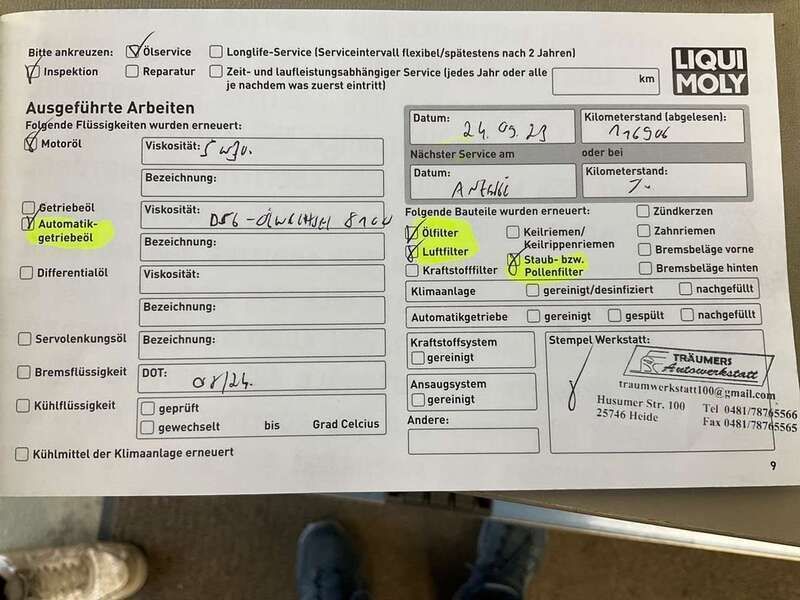 Bitte ankreuzen: Ölservice Longlife-Service (Serviceintervall flexibel/spätestens nach 2 Jahren)
Inspektion Reparatur Zeit- und laufleistungsabhängiger Service (jedes Jahr oder alle
je nachdem was zuerst eintritt) km
LIQUI
MOLY
Ausgeführte Arbeiten
Folgende Flüssigkeiten wurden erneuert:
Motoröl
Viskosität: 5W30.
Bezeichnung:
Getriebeöl
Automatik-
getriebeöl
Viskosität: DSG-Ölwechsel
Bezeichnung:
Differentialöl
Viskosität:
Bezeichnung:
Servolenkungsöl
Bezeichnung:
Bremsflüssigkeit
DOT: 08/24.
Kühlflüssigkeit
geprüft
gewechselt bis Grad Celcius
Kühlmittel der Klimaanlage erneuert
Datum: 24.09.23
Kilometerstand (abgelesen): 116906
Nächster Service am oder bei
Datum: Anzeige
Kilometerstand:
Folgende Bauteile wurden erneuert:
Zündkerzen
Ölfilter
Keilriemen/
Keilrippenriemen
Zahnriemen
Luftfilter
Bremsbeläge vorne
Kraftstofffilter
Staub- bzw.
Pollenfilter
Bremsbeläge hinten
Klimaanlage gereinigt/desinfiziert nachgefüllt
Automatikgetriebe gereinigt gespült nachgefüllt
Kraftstoffsystem
gereinigt
Ansaugsystem
gereinigt
Andere:
Stempel Werkstatt:
TRÄUMERS
Autowerkstatt
traumwerkstatt100@gmail.com
Husumer Str. 100 Tel 0481/78765566
25746 Heide Fax 0481/78765565
9